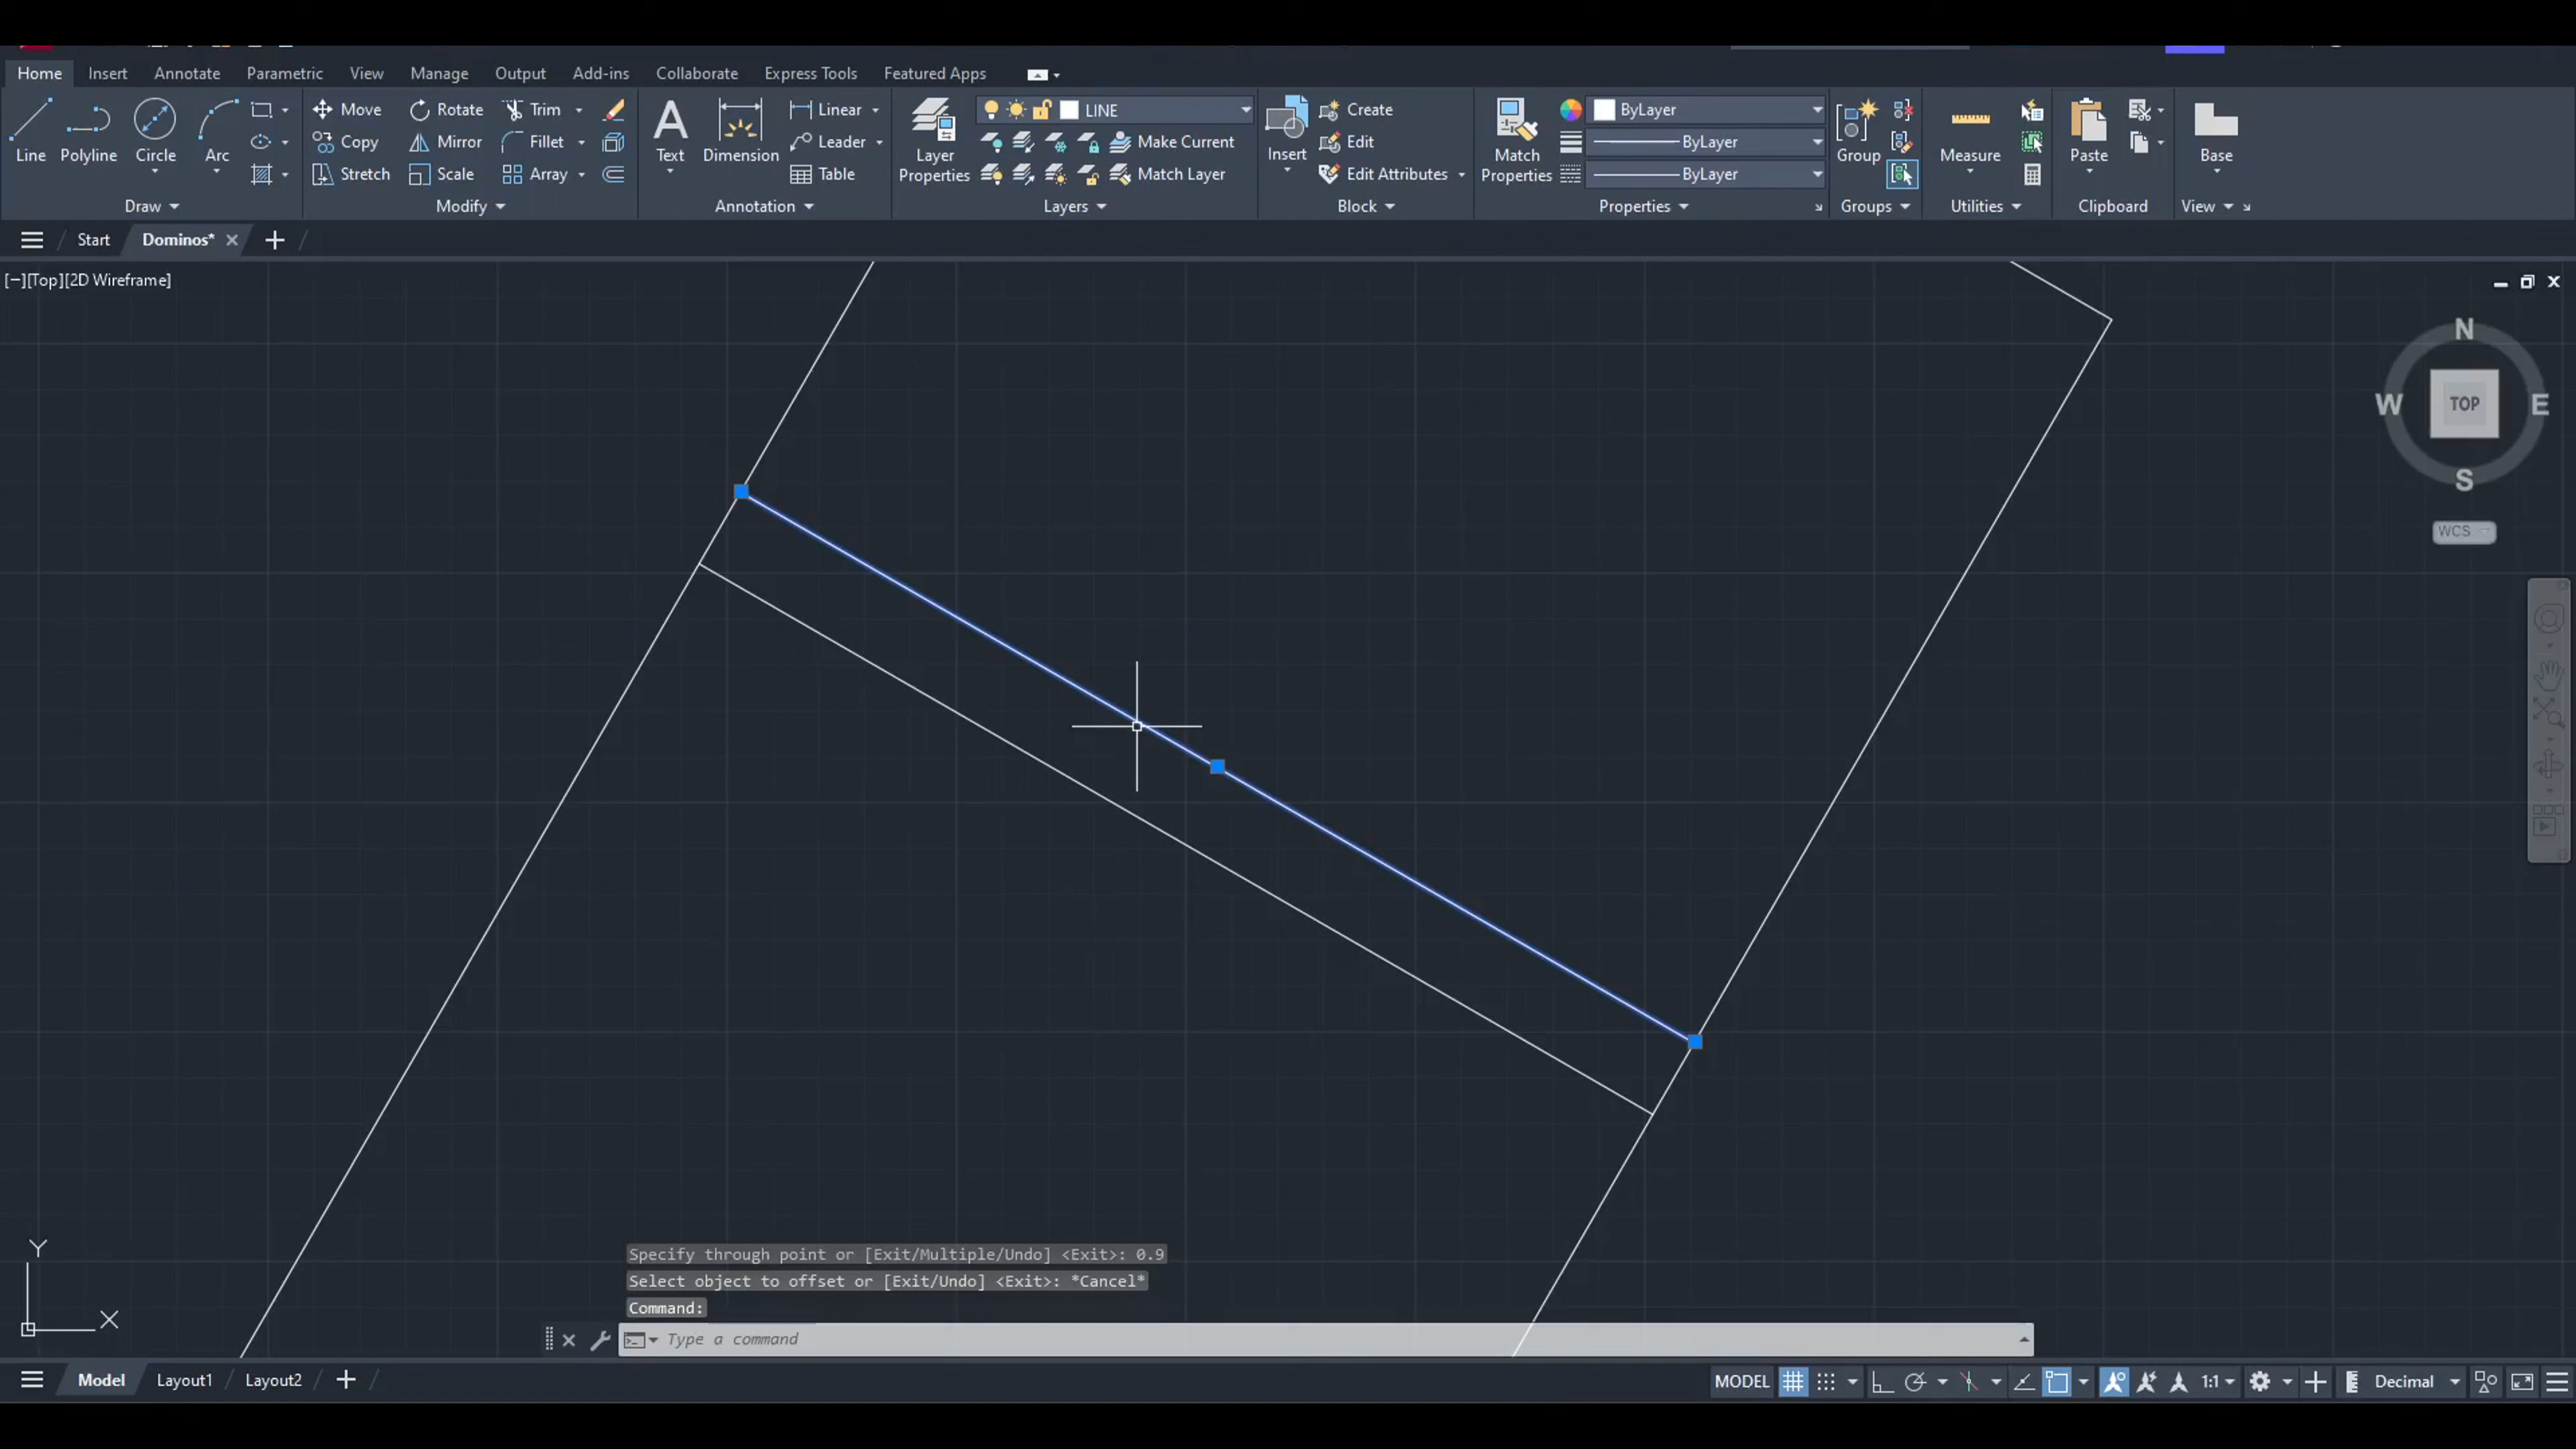 Home Insert Annotate Parametric View Manage Output Add-ins Collaborate Express Tools Featured Apps
Line Polyline Circle Arc
Draw
Move Rotate Trim
Copy Mirror Fillet
Stretch Scale Array
Modify
Text Dimension
Linear
Leader
Table
Annotation
Layer Properties
LINE
Make Current
Match Layer
Layers
Insert
Create
Edit
Edit Attributes
Block
Match Properties
ByLayer
ByLayer
ByLayer
Properties
Group
Groups
Measure
Utilities
Paste
Clipboard
Base
View
Start Dominos*
[−][Top][2D Wireframe]
N
W TOP E
S
WCS
Y
X
Specify through point or [Exit/Multiple/Undo] <Exit>: 0.9
Select object to offset or [Exit/Undo] <Exit>: *Cancel*
Command:
Type a command
Model Layout1 Layout2
MODEL 1:1 Decimal